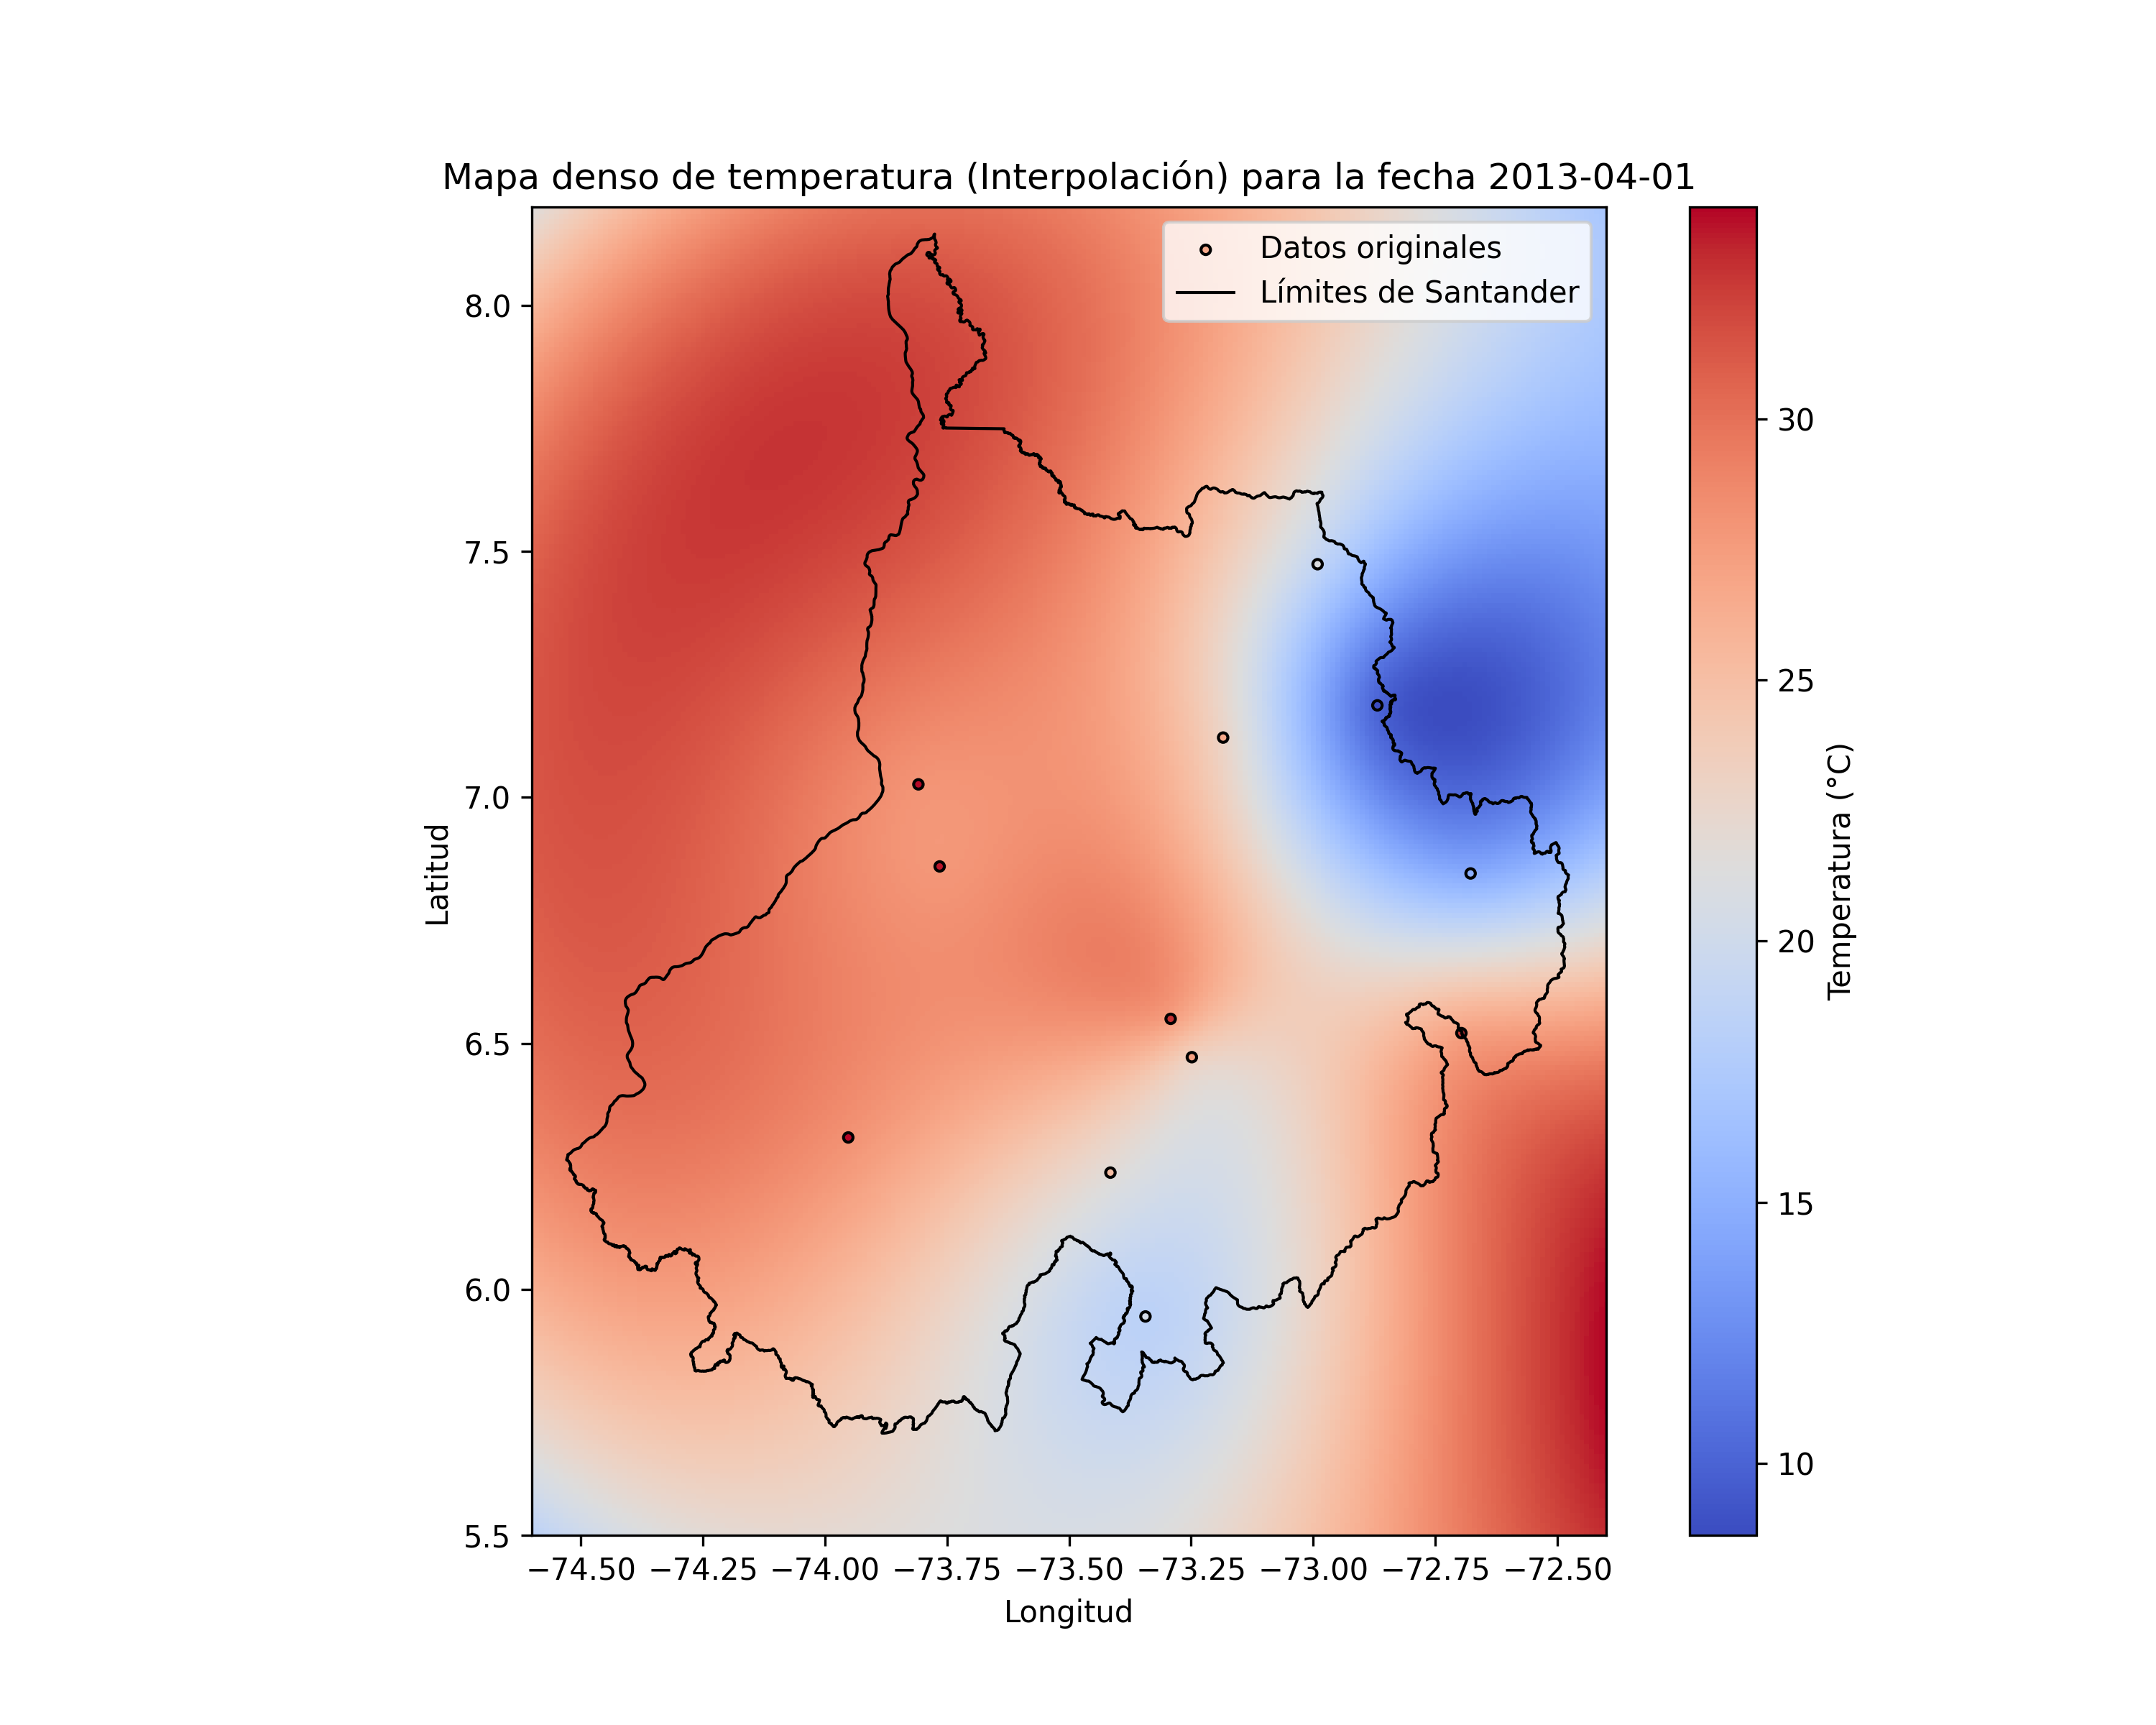 Mapa denso de temperatura (Interpolación) para la fecha 2013-04-01
Datos originales
Límites de Santander
8.0
7.5
7.0
6.5
6.0
5.5
Latitud
−74.50 −74.25 −74.00 −73.75 −73.50 −73.25 −73.00 −72.75 −72.50
Longitud
30
25
20
15
10
Temperatura (°C)